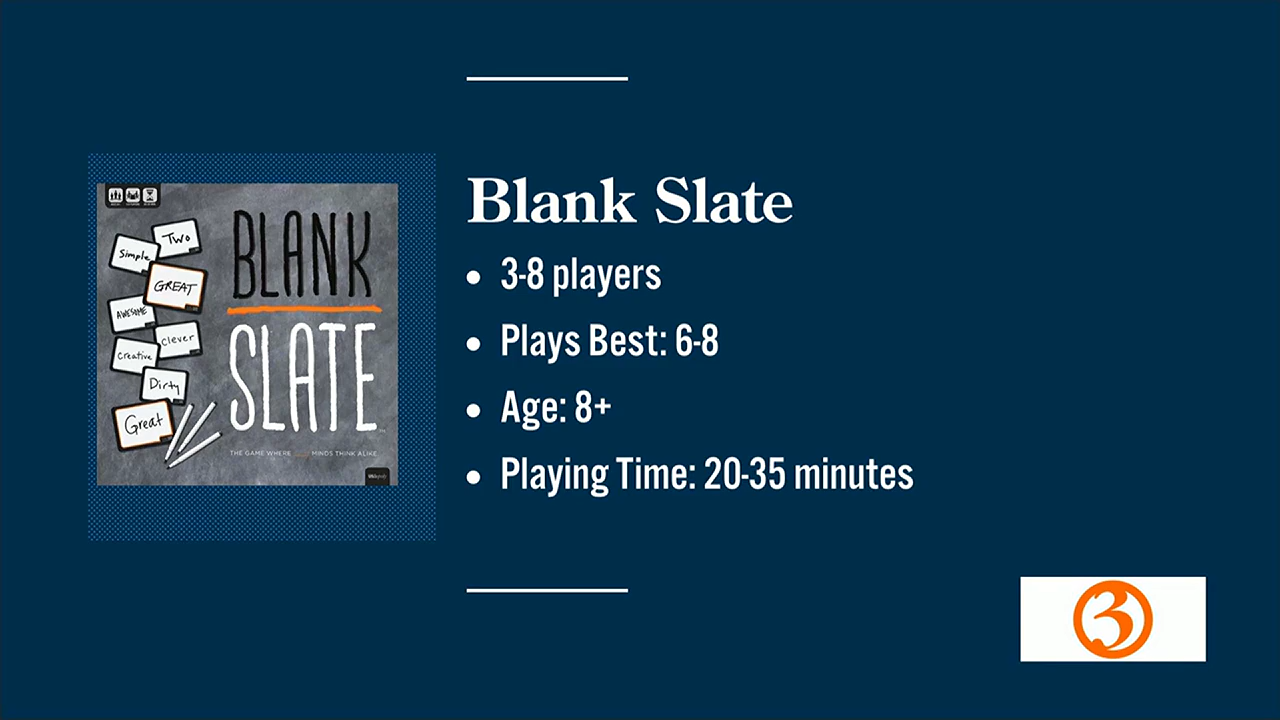 Blank Slate
• 3-8 players
• Plays Best: 6-8
• Age: 8+
• Playing Time: 20-35 minutes
Two
Simple
GREAT
AWESOME
clever
creative
Dirty
Great
BLANK
SLATE
THE GAME WHERE
MINDS THINK ALIKE
3